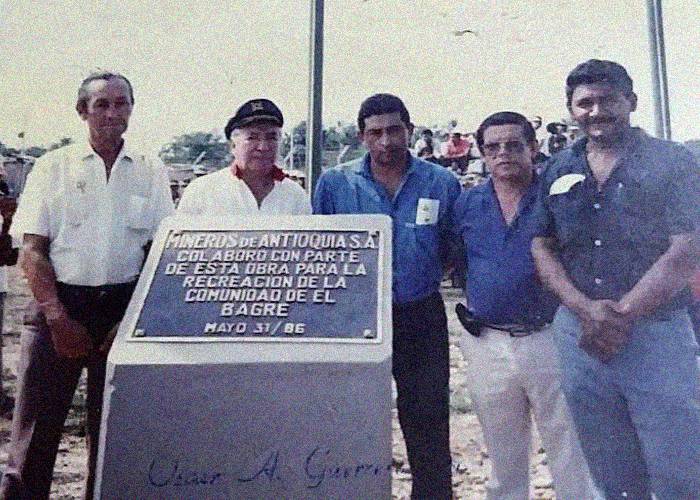 MINEROS DE ANTIOQUIA S.A.
COLABORO CON PARTE
DE ESTA OBRA PARA LA
RECREACION DE LA
COMUNIDAD DE EL
BAGRE
MAYO 31/86
A.